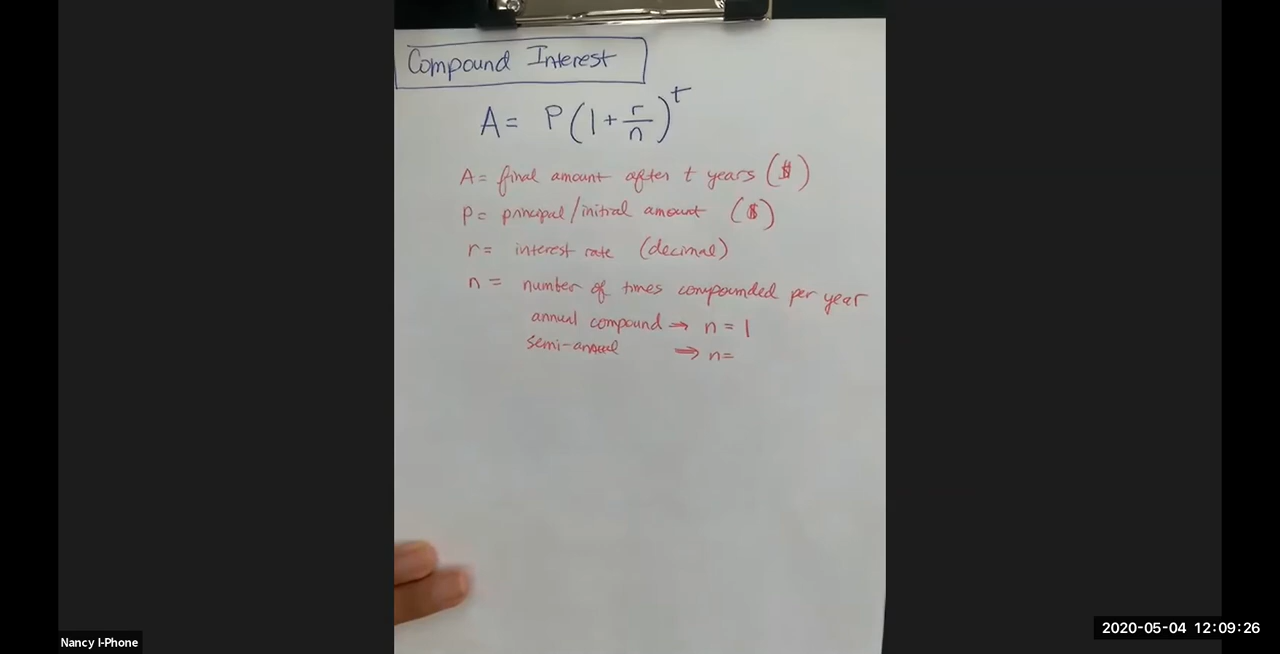 Compound Interest
A = P(1 + r/n)^t
A = final amount after t years ($)
P = principal/initial amount ($)
r = interest rate (decimal)
n = number of times compounded per year
annual compound → n = 1
semi-annual ⇒ n =
Nancy I-Phone
2020-05-04 12:09:26